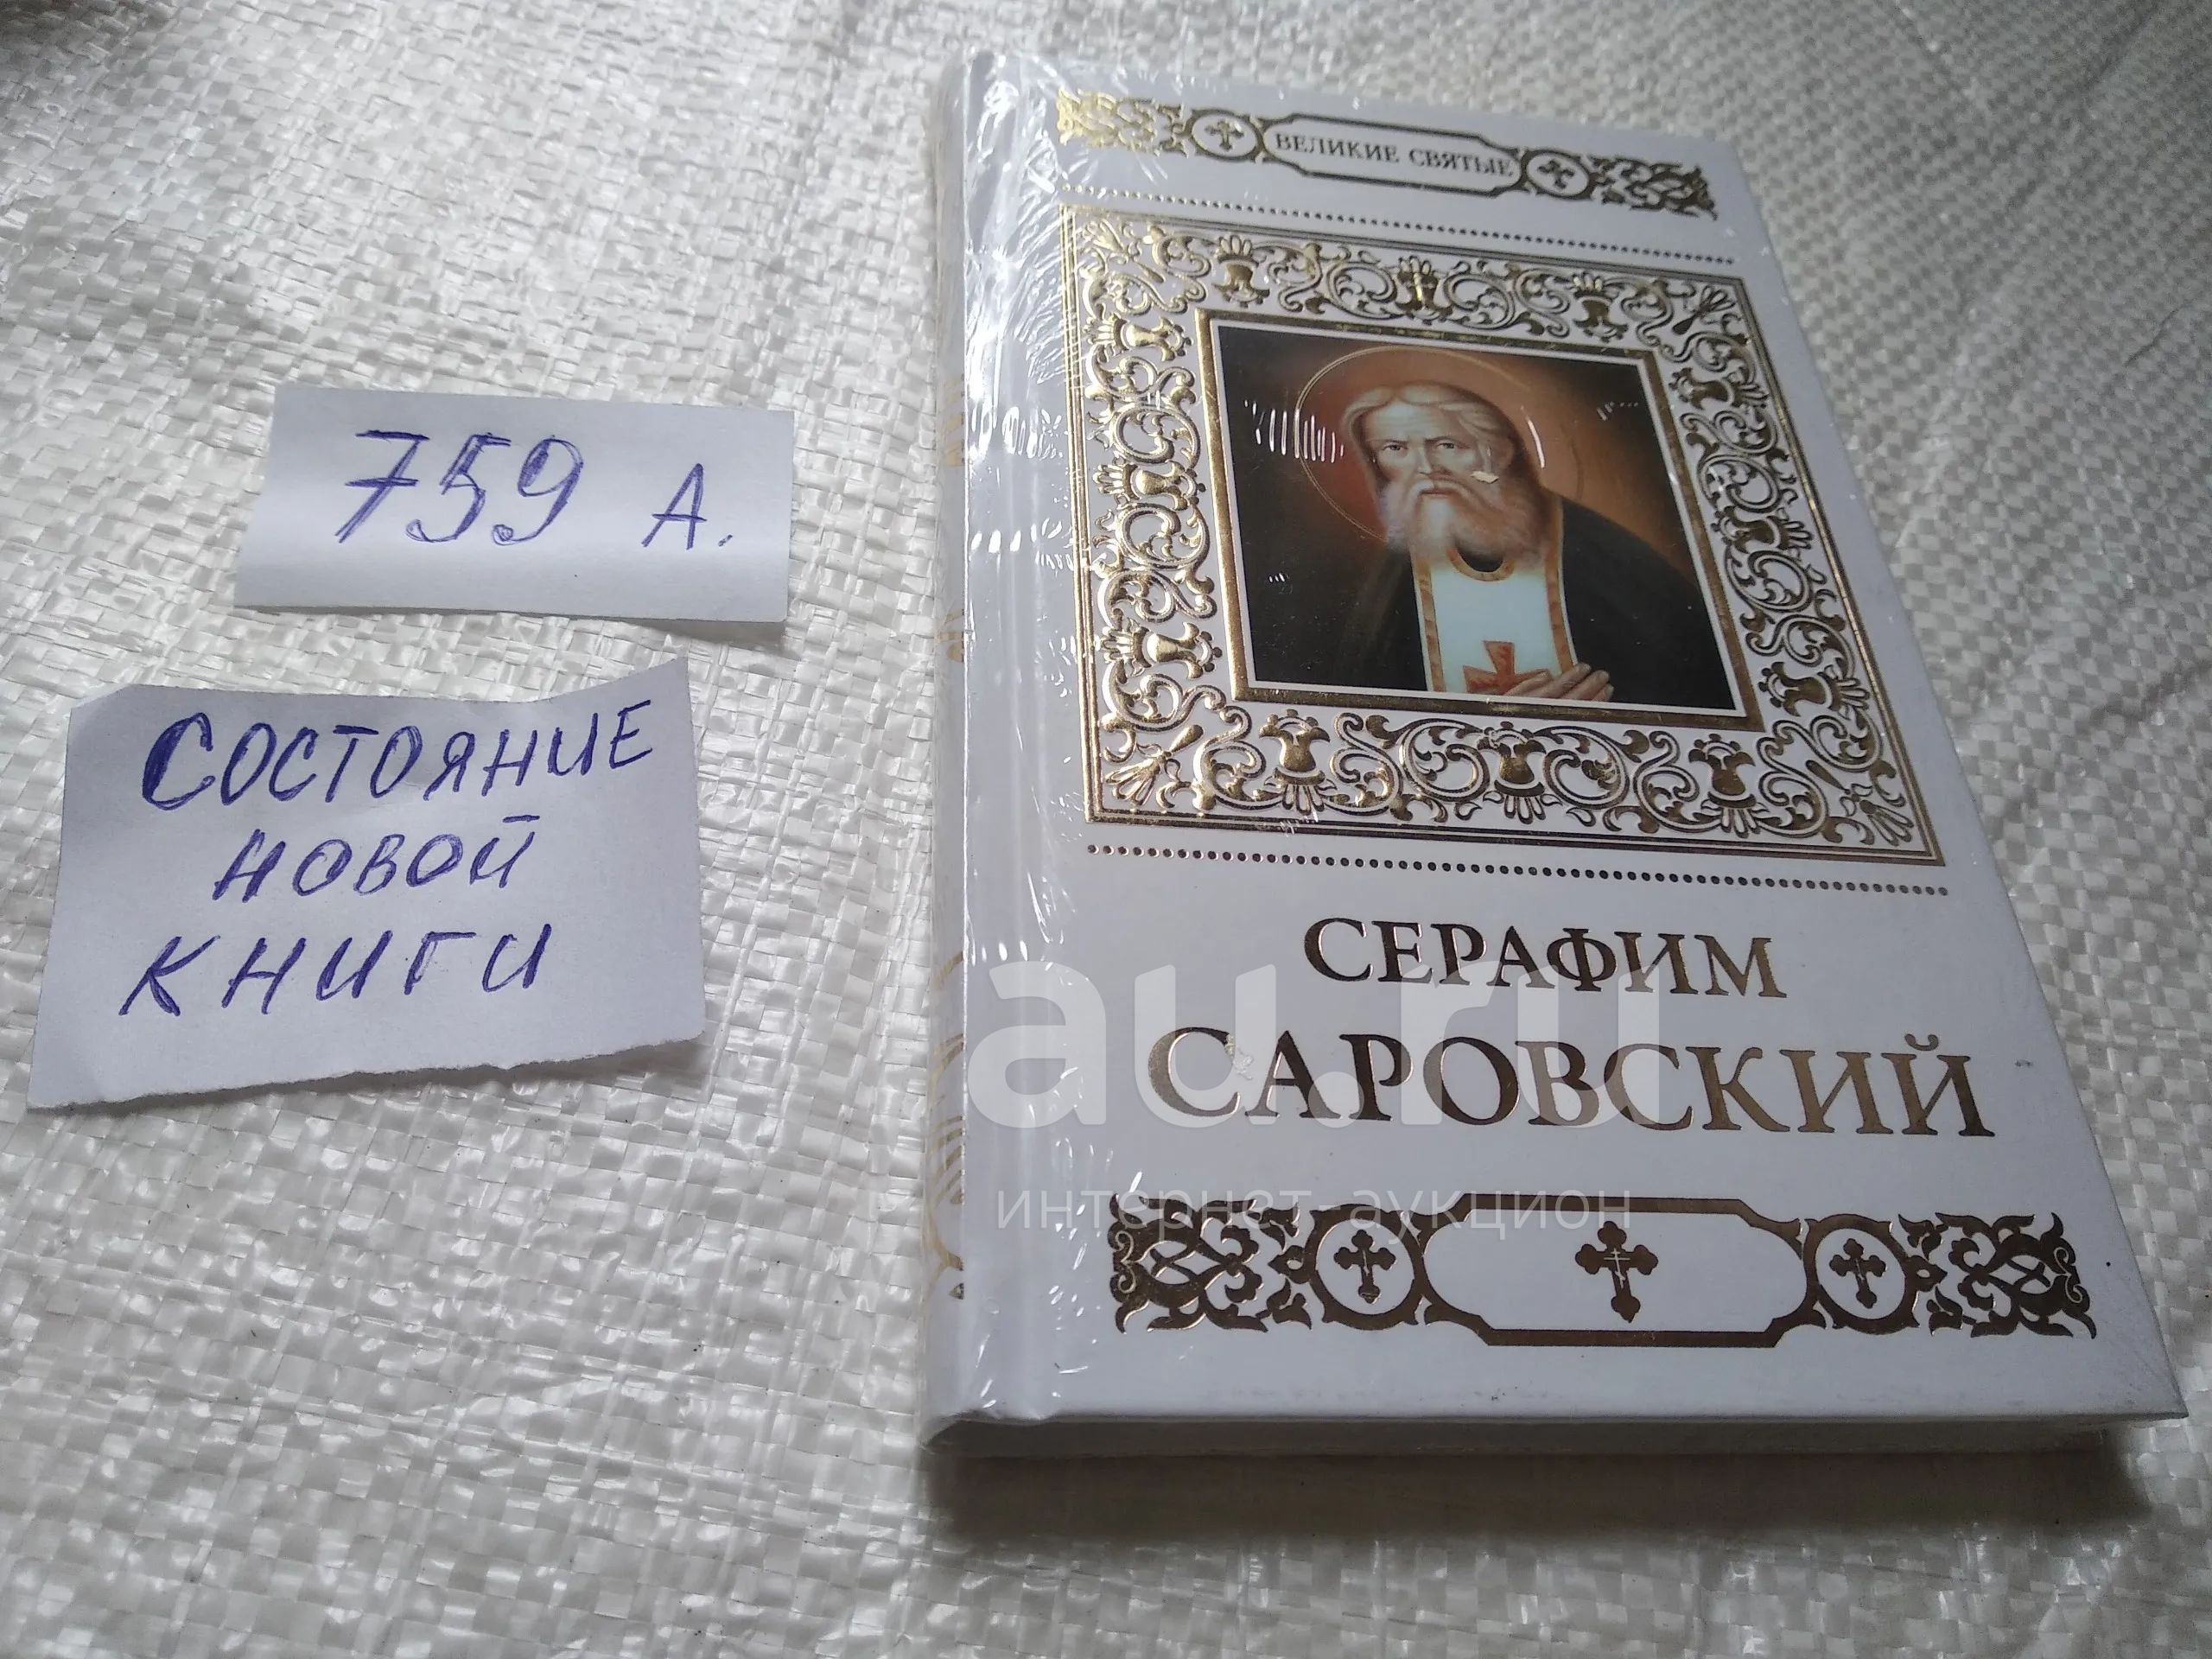 759 А.
СОСТОЯНИЕ
НОВОЙ
КНИГИ
ВЕЛИКИЕ СВЯТЫЕ
СЕРАФИМ
САРОВСКИЙ
au.ru
интернет-аукцион